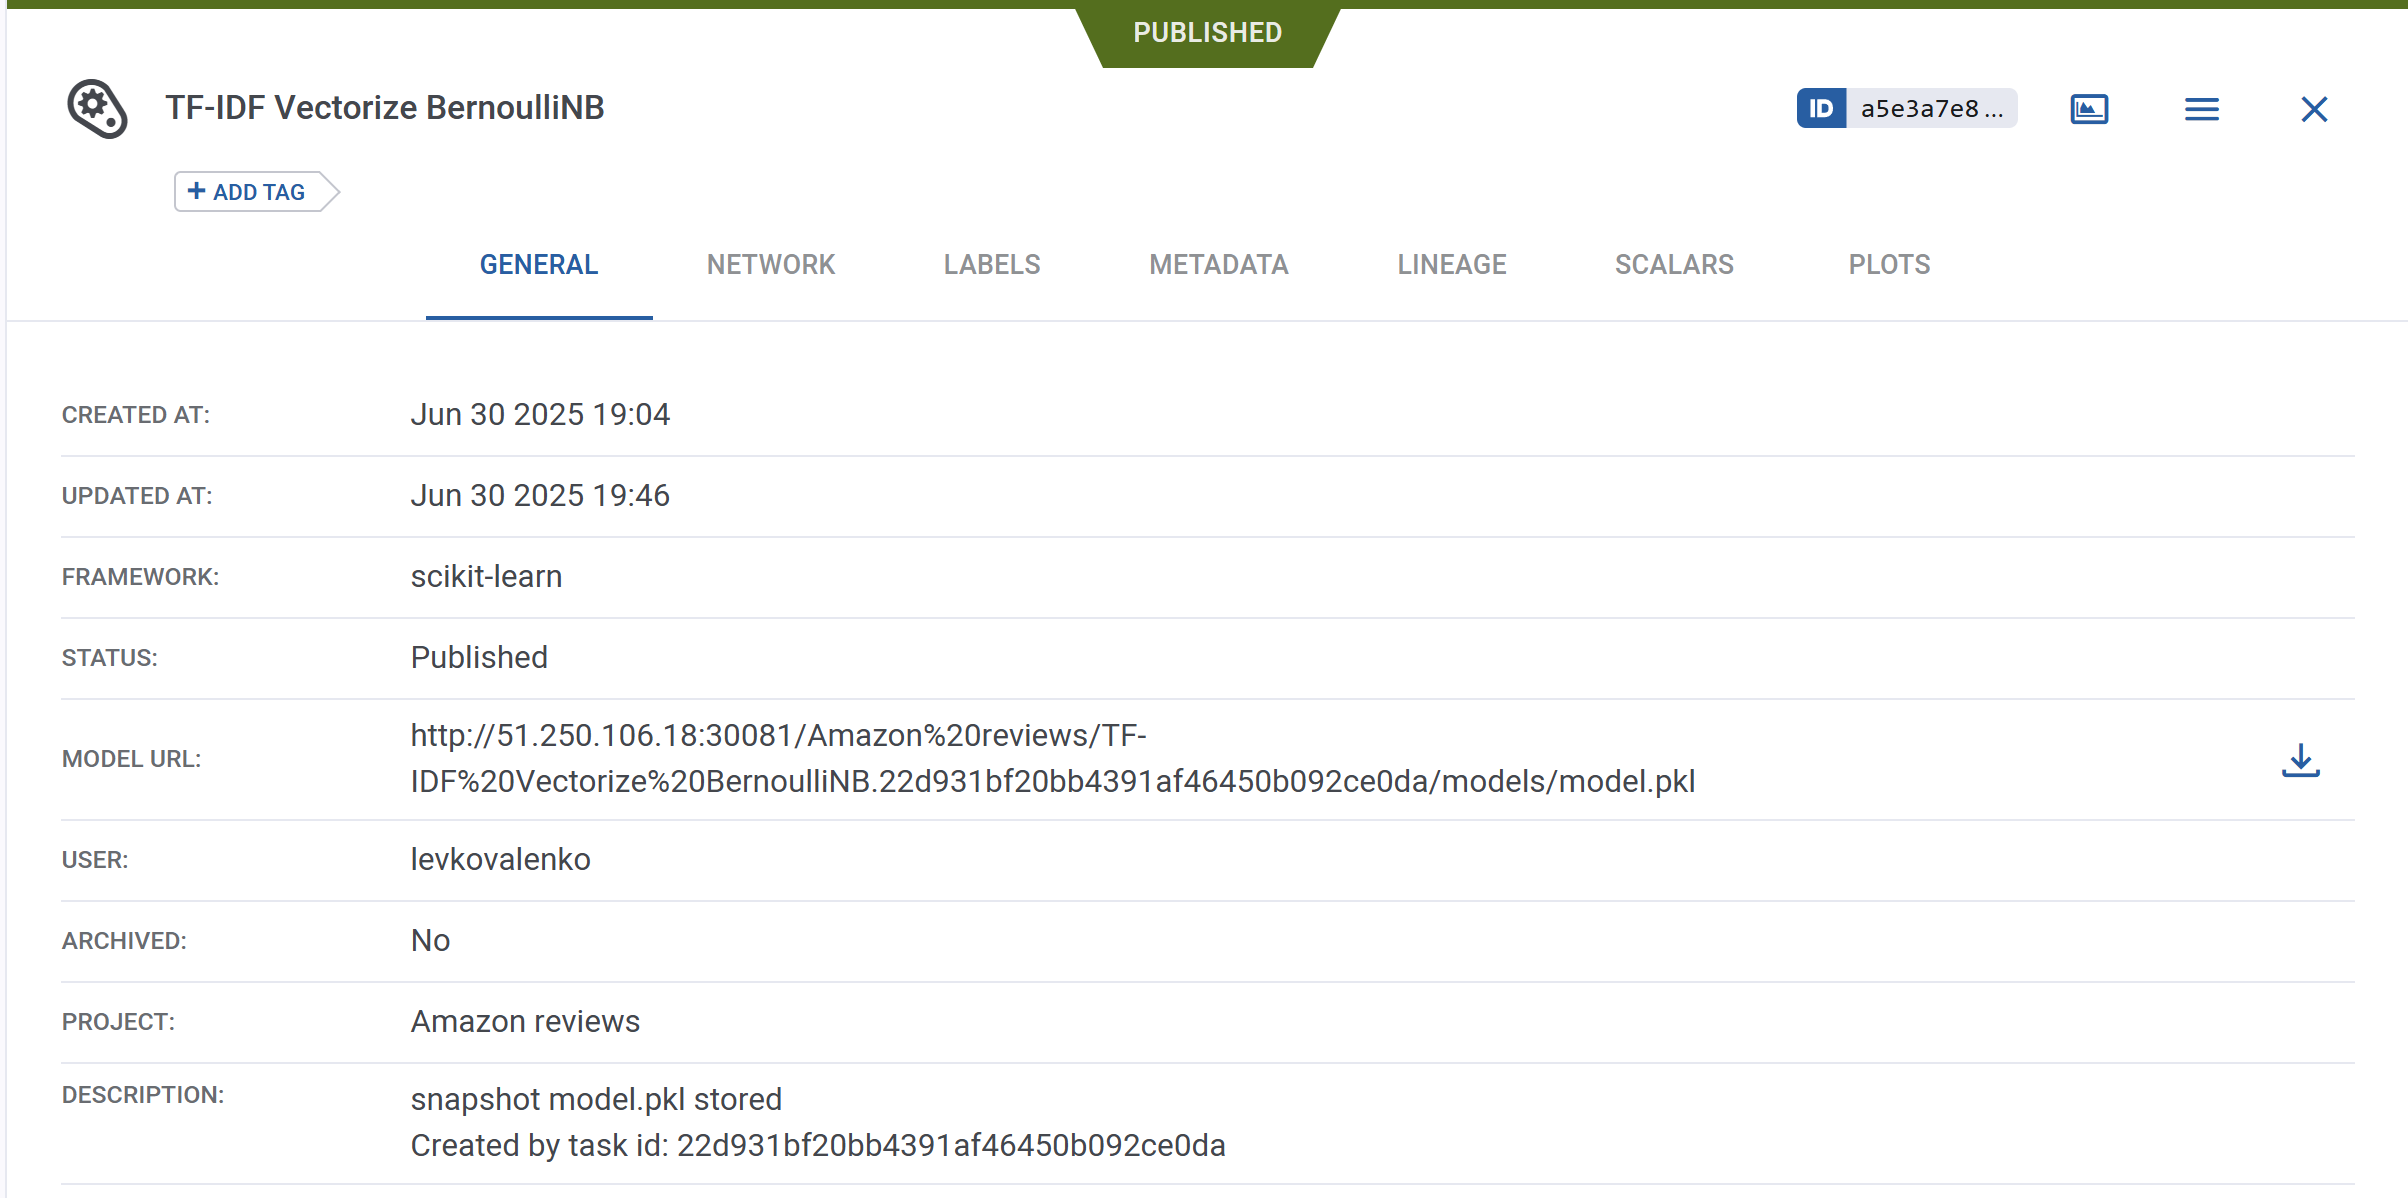 PUBLISHED
TF-IDF Vectorize BernoulliNB
ID a5e3a7e8 ...
+ ADD TAG
GENERAL NETWORK LABELS METADATA LINEAGE SCALARS PLOTS
CREATED AT: Jun 30 2025 19:04
UPDATED AT: Jun 30 2025 19:46
FRAMEWORK: scikit-learn
STATUS: Published
MODEL URL: http://51.250.106.18:30081/Amazon%20reviews/TF-
IDF%20Vectorize%20BernoulliNB.22d931bf20bb4391af46450b092ce0da/models/model.pkl
USER: levkovalenko
ARCHIVED: No
PROJECT: Amazon reviews
DESCRIPTION: snapshot model.pkl stored
Created by task id: 22d931bf20bb4391af46450b092ce0da